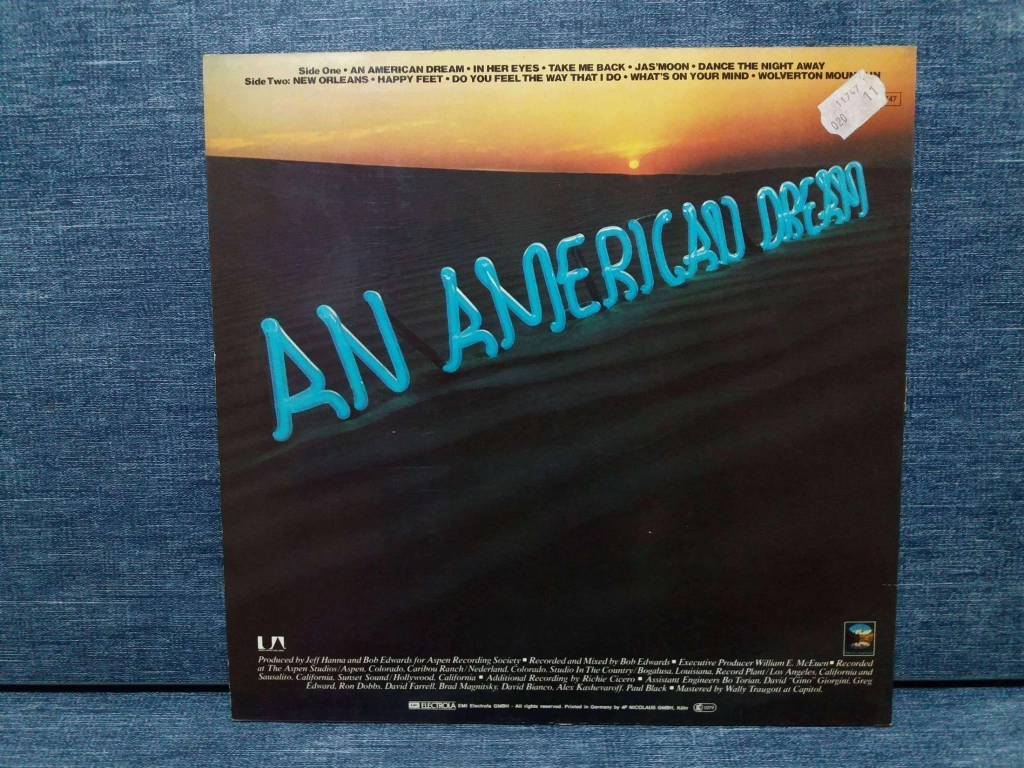 Side One • AN AMERICAN DREAM • IN HER EYES • TAKE ME BACK • JAS'MOON • DANCE THE NIGHT AWAY
Side Two: NEW ORLEANS • HAPPY FEET • DO YOU FEEL THE WAY THAT I DO • WHAT'S ON YOUR MIND • WOLVERTON MOUNTAIN
11747 11
020
47
AN AMERICAN DREAM
UA
Produced by Jeff Hanna and Bob Edwards for Aspen Recording Society ■ Recorded and Mixed by Bob Edwards ■ Executive Producer William E. McEuen ■ Recorded
at The Aspen Studios/Aspen, Colorado, Caribou Ranch/Nederland, Colorado, Studio In The Country/Bogalusa, Louisiana, Record Plant/Los Angeles, California and
Sausalito, California, Sunset Sound/Hollywood, California ■ Additional Recording by Richie Cicero ■ Assistant Engineers Bo Torian, David "Gino" Giorgini, Greg
Edward, Ron Dobbs, David Farrell, Brad Magnitsky, David Bianco, Alex Kashevaroff, Paul Black ■ Mastered by Wally Traugott at Capitol.
EMI ELECTROLA EMI Electrola GMBH - All rights reserved. Printed in Germany by 4P NICOLAUS GMBH, Köln